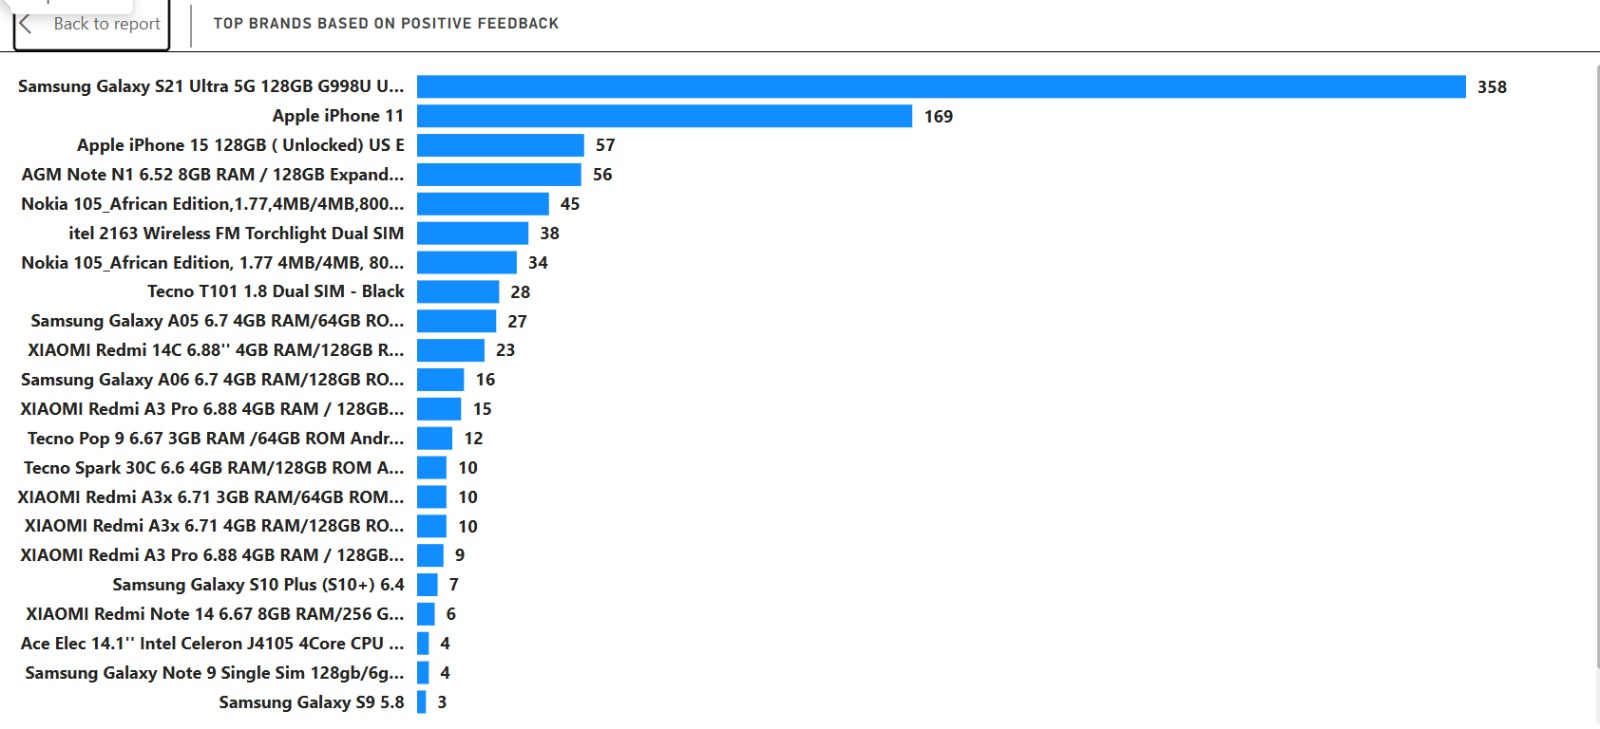 Back to report
TOP BRANDS BASED ON POSITIVE FEEDBACK
Samsung Galaxy S21 Ultra 5G 128GB G998U U... 358
Apple iPhone 11 169
Apple iPhone 15 128GB ( Unlocked) US E 57
AGM Note N1 6.52 8GB RAM / 128GB Expand... 56
Nokia 105_African Edition,1.77,4MB/4MB,800... 45
itel 2163 Wireless FM Torchlight Dual SIM 38
Nokia 105_African Edition, 1.77 4MB/4MB, 80... 34
Tecno T101 1.8 Dual SIM - Black 28
Samsung Galaxy A05 6.7 4GB RAM/64GB RO... 27
XIAOMI Redmi 14C 6.88'' 4GB RAM/128GB R... 23
Samsung Galaxy A06 6.7 4GB RAM/128GB RO... 16
XIAOMI Redmi A3 Pro 6.88 4GB RAM / 128GB... 15
Tecno Pop 9 6.67 3GB RAM /64GB ROM Andr... 12
Tecno Spark 30C 6.6 4GB RAM/128GB ROM A... 10
XIAOMI Redmi A3x 6.71 3GB RAM/64GB ROM... 10
XIAOMI Redmi A3x 6.71 4GB RAM/128GB RO... 10
XIAOMI Redmi A3 Pro 6.88 4GB RAM / 128GB... 9
Samsung Galaxy S10 Plus (S10+) 6.4 7
XIAOMI Redmi Note 14 6.67 8GB RAM/256 G... 6
Ace Elec 14.1'' Intel Celeron J4105 4Core CPU ... 4
Samsung Galaxy Note 9 Single Sim 128gb/6g... 4
Samsung Galaxy S9 5.8 3